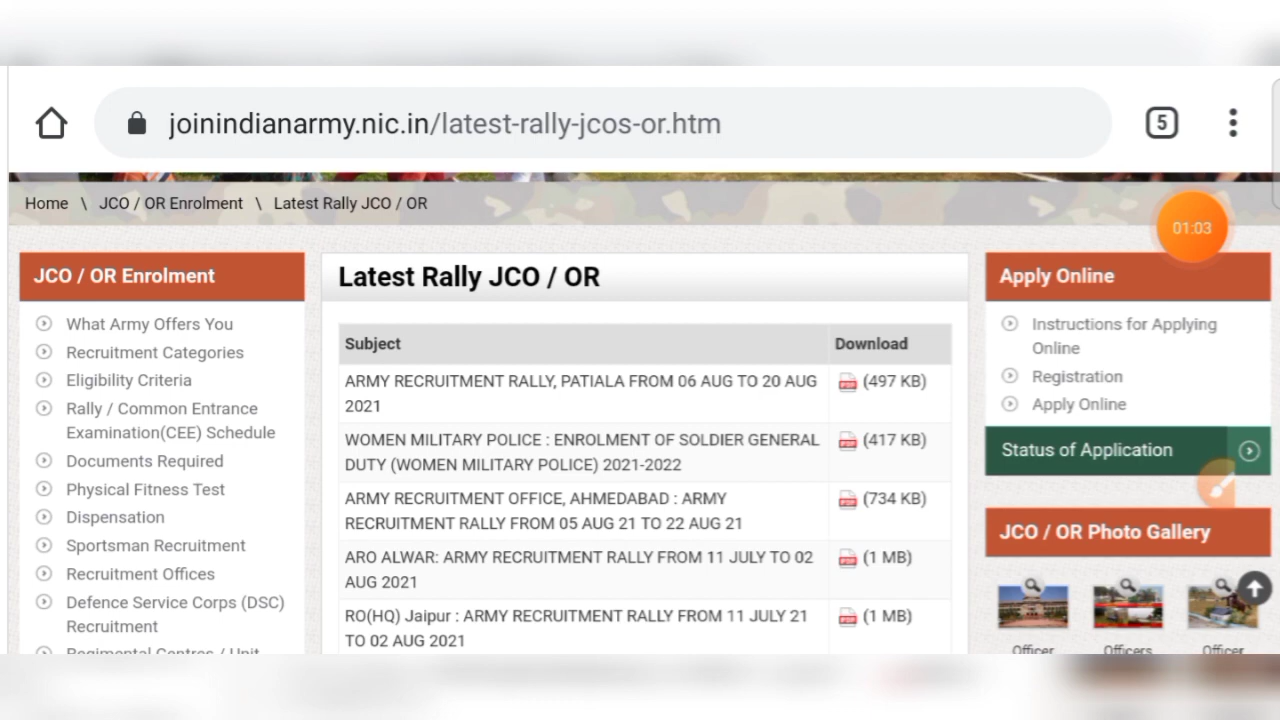 joinindianarmy.nic.in/latest-rally-jcos-or.htm
5
Home \ JCO / OR Enrolment \ Latest Rally JCO / OR
01:03
JCO / OR Enrolment
What Army Offers You
Recruitment Categories
Eligibility Criteria
Rally / Common Entrance
Examination(CEE) Schedule
Documents Required
Physical Fitness Test
Dispensation
Sportsman Recruitment
Recruitment Offices
Defence Service Corps (DSC)
Recruitment
Regimental Centres / Unit
Latest Rally JCO / OR
Subject Download
ARMY RECRUITMENT RALLY, PATIALA FROM 06 AUG TO 20 AUG (497 KB)
2021
WOMEN MILITARY POLICE : ENROLMENT OF SOLDIER GENERAL (417 KB)
DUTY (WOMEN MILITARY POLICE) 2021-2022
ARMY RECRUITMENT OFFICE, AHMEDABAD : ARMY (734 KB)
RECRUITMENT RALLY FROM 05 AUG 21 TO 22 AUG 21
ARO ALWAR: ARMY RECRUITMENT RALLY FROM 11 JULY TO 02 (1 MB)
AUG 2021
RO(HQ) Jaipur : ARMY RECRUITMENT RALLY FROM 11 JULY 21 (1 MB)
TO 02 AUG 2021
Apply Online
Instructions for Applying
Online
Registration
Apply Online
Status of Application
JCO / OR Photo Gallery
Officer Officers Officer